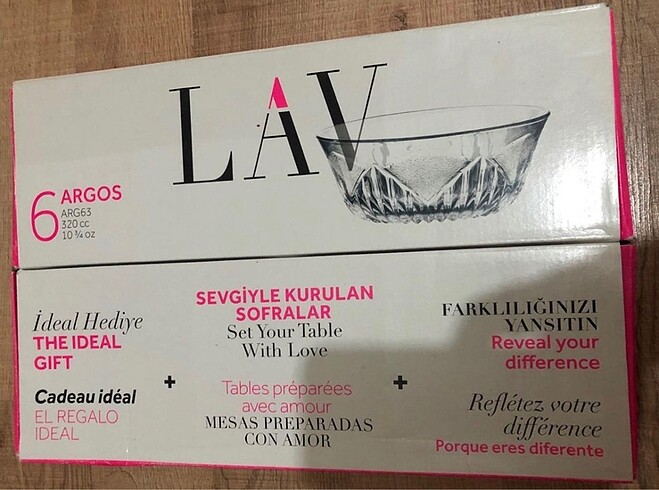 LAV
6 ARGOS
ARG63
320 cc
10 ¾ oz
İdeal Hediye
THE IDEAL
GIFT
Cadeau idéal
EL REGALO
IDEAL
+
SEVGİYLE KURULAN
SOFRALAR
Set Your Table
With Love
Tables préparées
avec amour
MESAS PREPARADAS
CON AMOR
+
FARKLILIĞINIZI
YANSITIN
Reveal your
difference
Reflétez votre
différence
Porque eres diferente